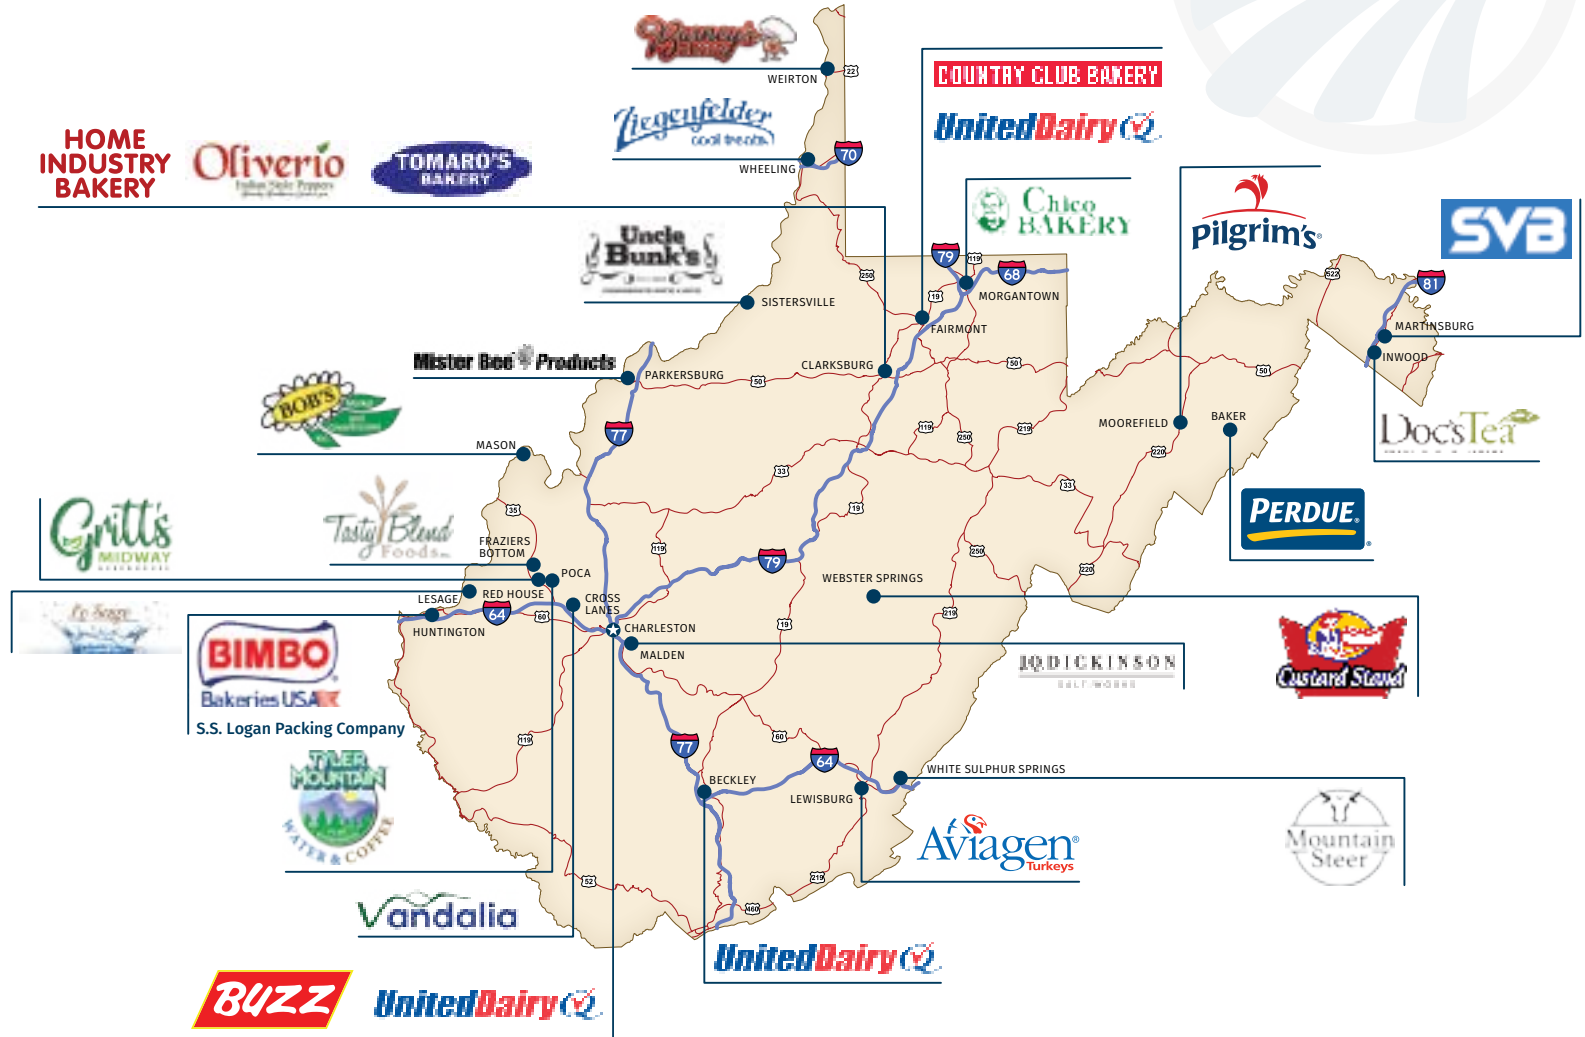 WEIRTON
22
Ziegenfelder
cool treats
WHEELING
70
COUNTRY CLUB BAKERY
UnitedDairy
HOME
INDUSTRY
BAKERY
Oliverio
Italian Style Peppers
TOMARO'S
BAKERY
Chico
BAKERY
Pilgrim's®
SVB
Uncle
Bunk's
SISTERSVILLE
250
79
119
68
19
MORGANTOWN
FAIRMONT
522
81
MARTINSBURG
INWOOD
Mister Bee Products
PARKERSBURG
50
CLARKSBURG
50
50
BOB'S
MASON
77
119
250
219
MOOREFIELD
BAKER
220
Doc'sTea
33
33
Gritt's
MIDWAY
Tasty Blend
Foods
35
FRAZIERS
BOTTOM
19
119
79
250
220
PERDUE®
POCA
WEBSTER SPRINGS
LESAGE
RED HOUSE
CROSS
LANES
64
60
HUNTINGTON
CHARLESTON
MALDEN
19
219
BIMBO
Bakeries USA
S.S. Logan Packing Company
J.Q. DICKINSON
SALT-WORKS
Custard Stand
TYLER
MOUNTAIN
WATER & COFFEE
119
77
60
64
BECKLEY
LEWISBURG
WHITE SULPHUR SPRINGS
Aviagen®
Turkeys
Mountain
Steer
52
219
460
Vandalia
UnitedDairy
BUZZ
UnitedDairy